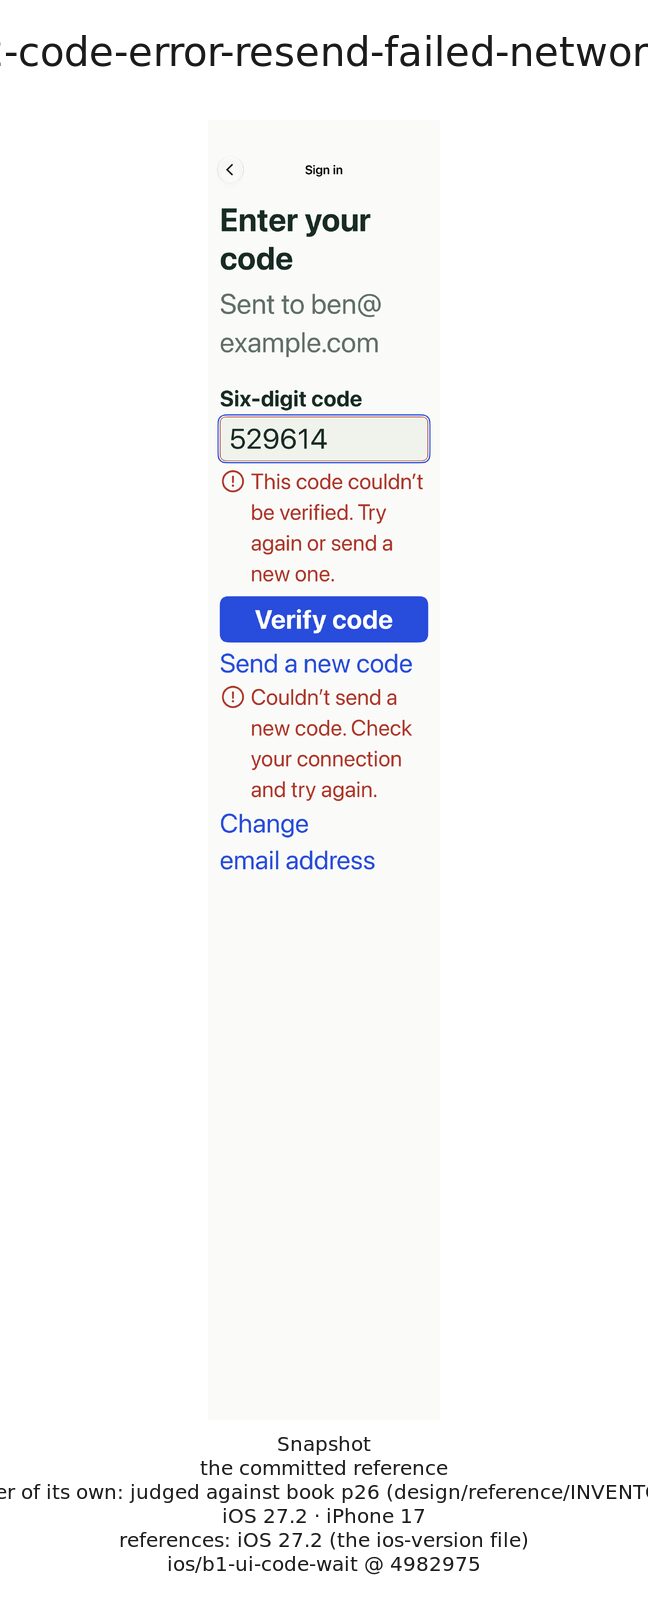 -code-error-resend-failed-networ
Sign in
Enter your
code
Sent to ben@
example.com
Six-digit code
529614
This code couldn’t
be verified. Try
again or send a
new one.
Verify code
Send a new code
Couldn’t send a
new code. Check
your connection
and try again.
Change
email address
Snapshot
the committed reference
er of its own: judged against book p26 (design/reference/INVENTO
iOS 27.2 · iPhone 17
references: iOS 27.2 (the ios-version file)
ios/b1-ui-code-wait @ 4982975